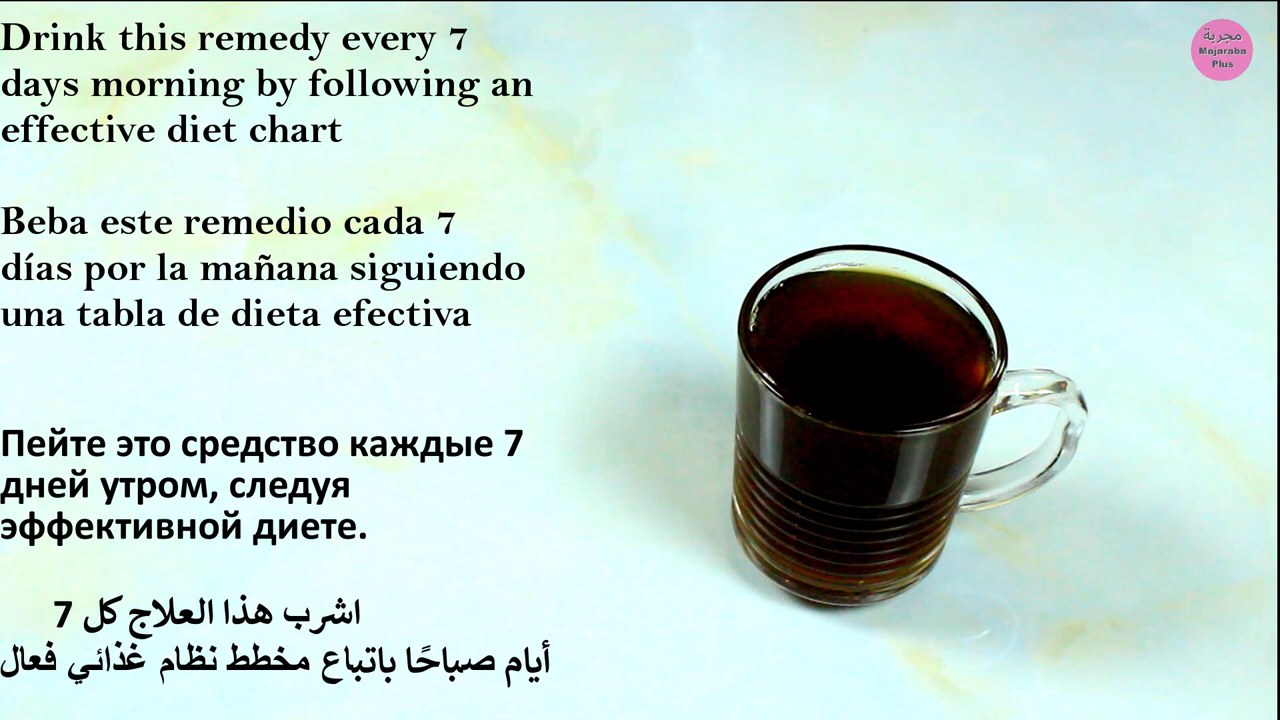 Drink this remedy every 7
days morning by following an
effective diet chart
Beba este remedio cada 7
días por la mañana siguiendo
una tabla de dieta efectiva
Пейте это средство каждые 7
дней утром, следуя
эффективной диете.
اشرب هذا العلاج كل 7
أيام صباحًا باتباع مخطط نظام غذائي فعال
مجربة
Mojaraba
Plus